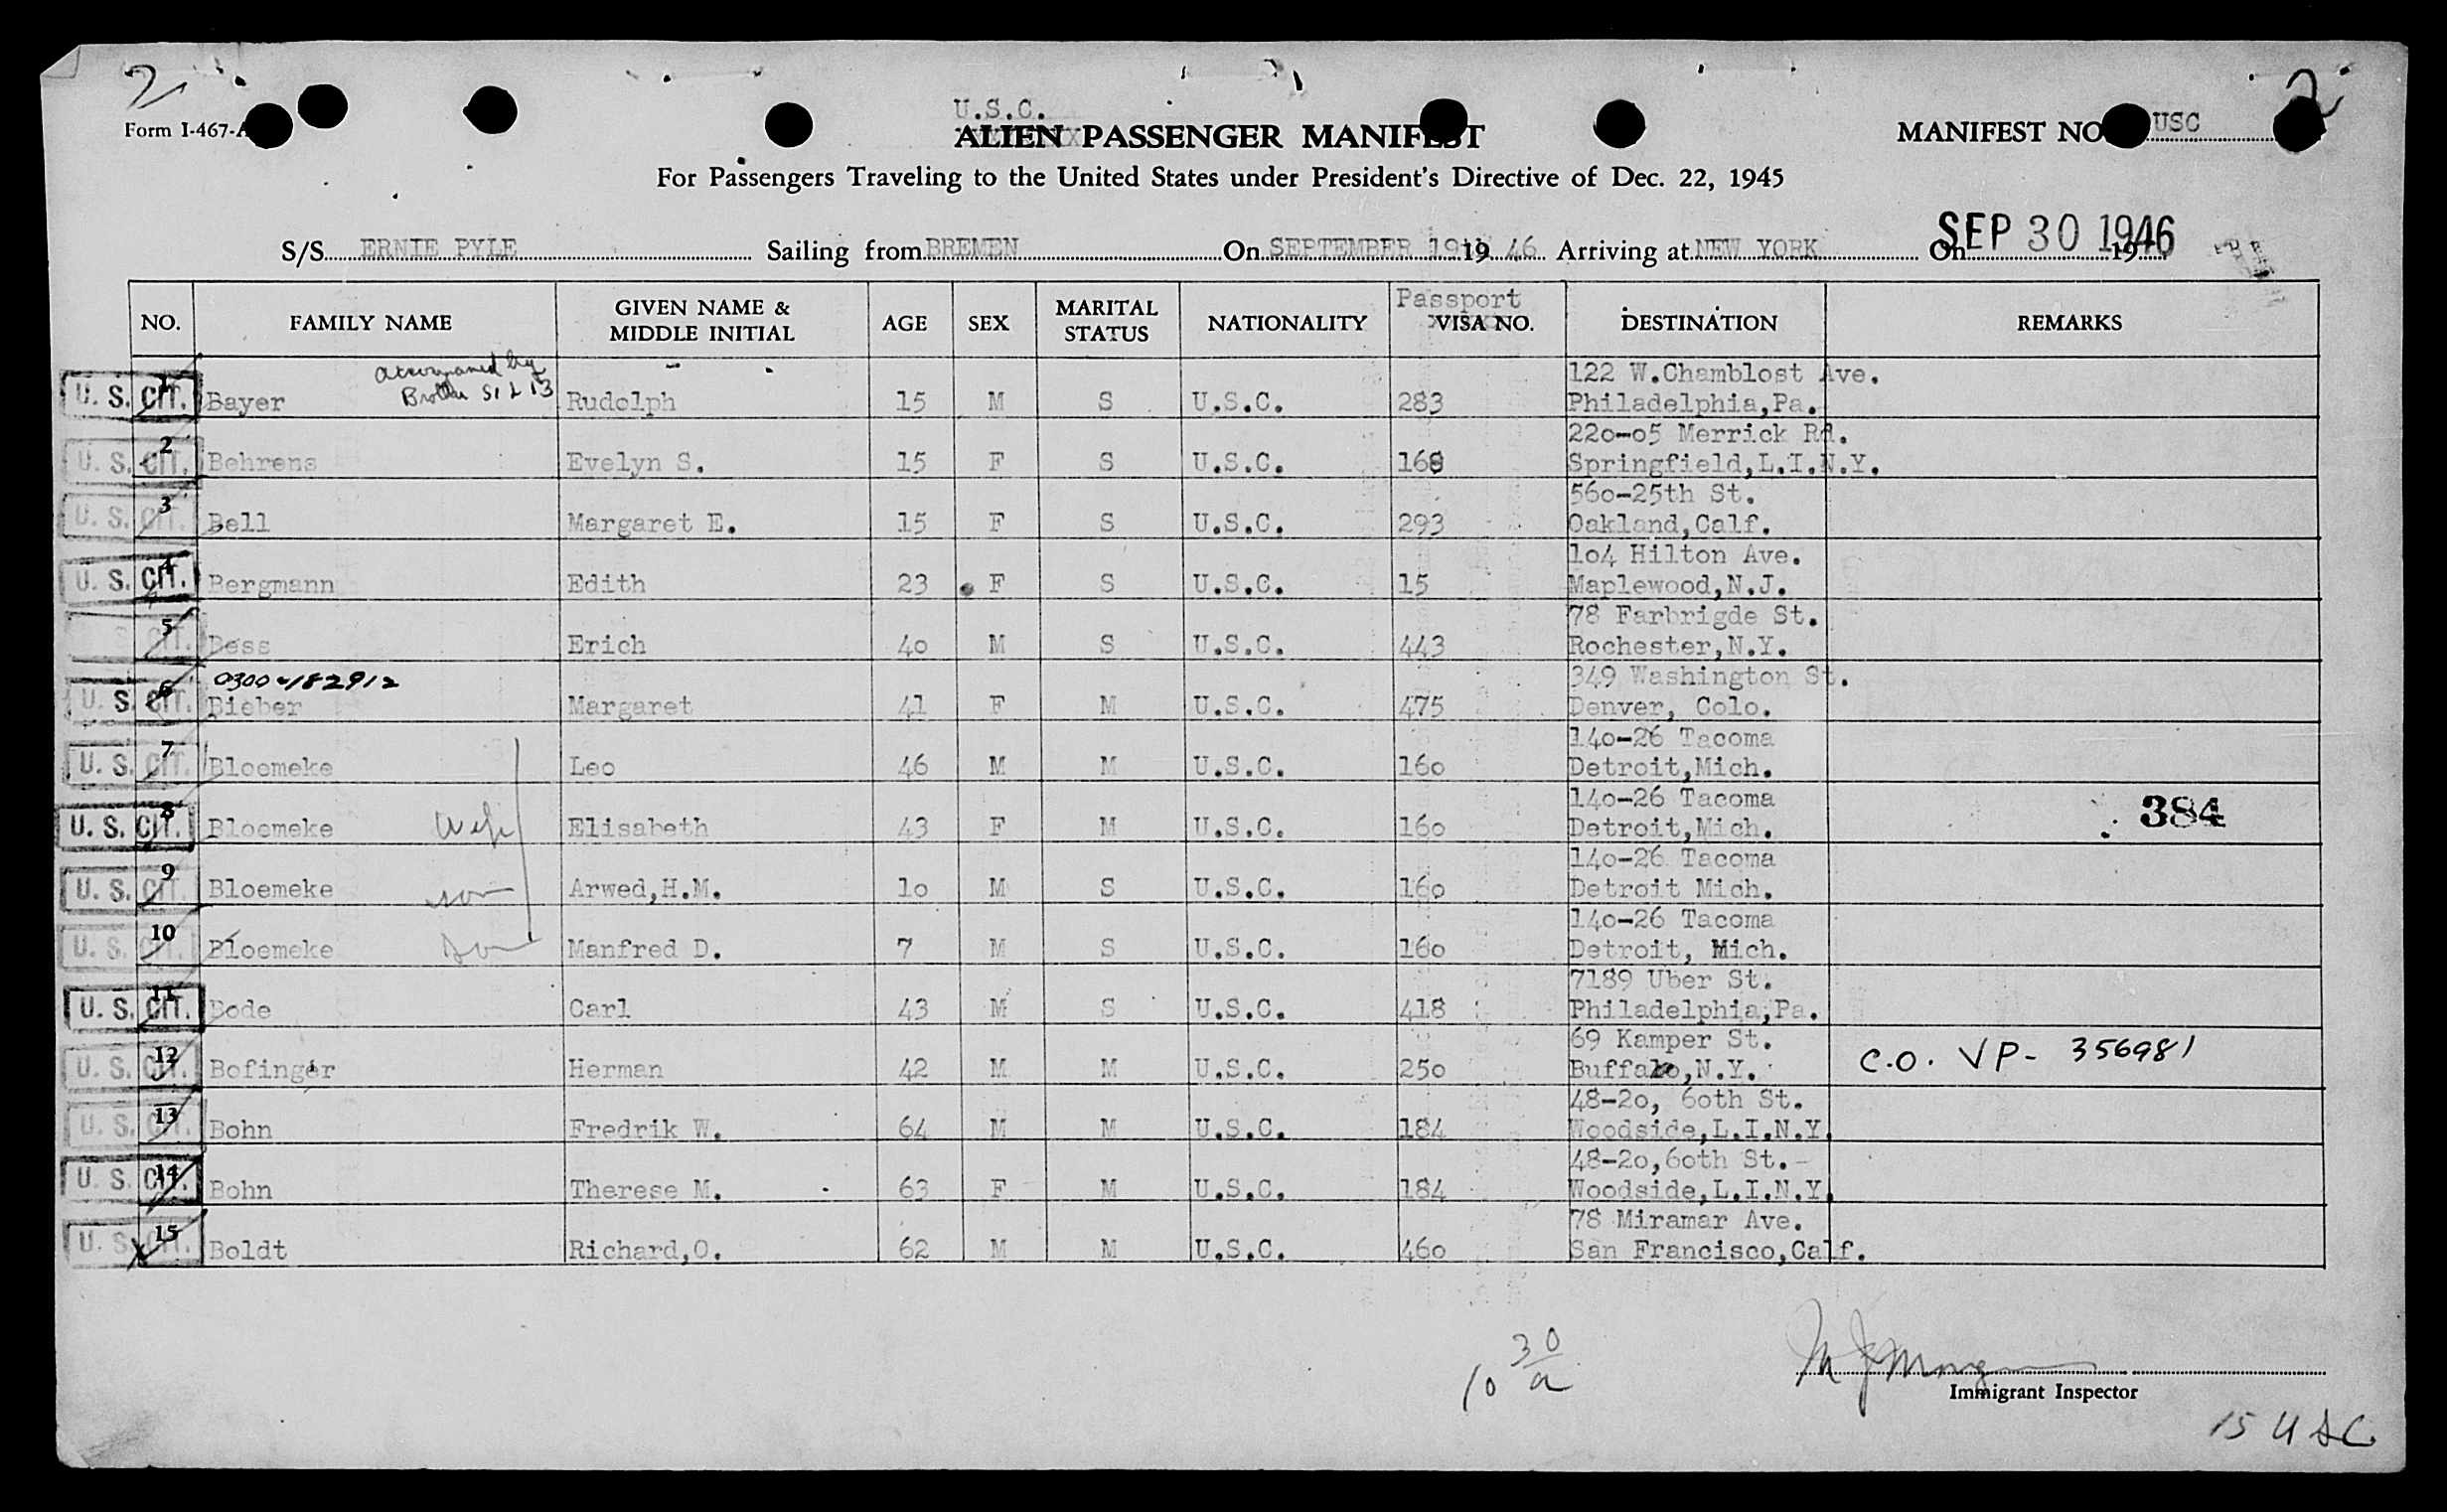 2
2
U.S.C.
Form I-467-A
ALIEN PASSENGER MANIFEST
MANIFEST NO. USC
For Passengers Traveling to the United States under President's Directive of Dec. 22, 1945
S/S ERNIE PYLE Sailing from BREMEN On SEPTEMBER 19 19 46 Arriving at NEW YORK On SEP 30 1946 19
NO. FAMILY NAME GIVEN NAME & MIDDLE INITIAL AGE SEX MARITAL STATUS NATIONALITY Passport VISA NO. DESTINATION REMARKS
accompanied by 122 W.Chamblost Ave.
U. S. CIT. 1 Bayer Brother Rudolph 15 M S U.S.C. 283 Philadelphia,Pa.
220-05 Merrick Rd.
U. S. CIT. 2 Behrens Evelyn S. 15 F S U.S.C. 168 Springfield,L.I.N.Y.
560-25th St.
U. S. CIT. 3 Bell Margaret E. 15 F S U.S.C. 293 Oakland,Calf.
104 Hilton Ave.
U. S. CIT. 4 Bergmann Edith 23 F S U.S.C. 15 Maplewood,N.J.
78 Farbrigde St.
S. CIT. 5 Bess Erich 40 M S U.S.C. 443 Rochester,N.Y.
349 Washington St.
U. S. CIT. 6 Bieber Margaret 41 F M U.S.C. 475 Denver, Colo.
140-26 Tacoma
U. S. CIT. 7 Bloemeke Leo 46 M M U.S.C. 160 Detroit,Mich.
140-26 Tacoma
U. S. CIT. 8 Bloemeke Wife Elisabeth 43 F M U.S.C. 160 Detroit,Mich. 384
140-26 Tacoma
U. S. CIT. 9 Bloemeke son Arwed,H.M. 10 M S U.S.C. 160 Detroit Mich.
140-26 Tacoma
U. S. CIT. 10 Bloemeke Son Manfred D. 7 M S U.S.C. 160 Detroit, Mich.
7189 Uber St.
U. S. CIT. 11 Bode Carl 43 M S U.S.C. 418 Philadelphia,Pa.
69 Kamper St.
U. S. CIT. 12 Bofinger Herman 42 M M U.S.C. 250 Buffalo,N.Y. C.O. VP- 356981
48-20, 60th St.
U. S. CIT. 13 Bohn Fredrik W. 64 M M U.S.C. 184 Woodside,L.I.N.Y.
48-20,60th St.
U. S. CIT. 14 Bohn Therese M. 63 F M U.S.C. 184 Woodside,L.I.N.Y.
78 Miramar Ave.
U. S. CIT. 15 Boldt Richard,O. 62 M M U.S.C. 460 San Francisco,Calf.
10 30 a
Immigrant Inspector
15 USC